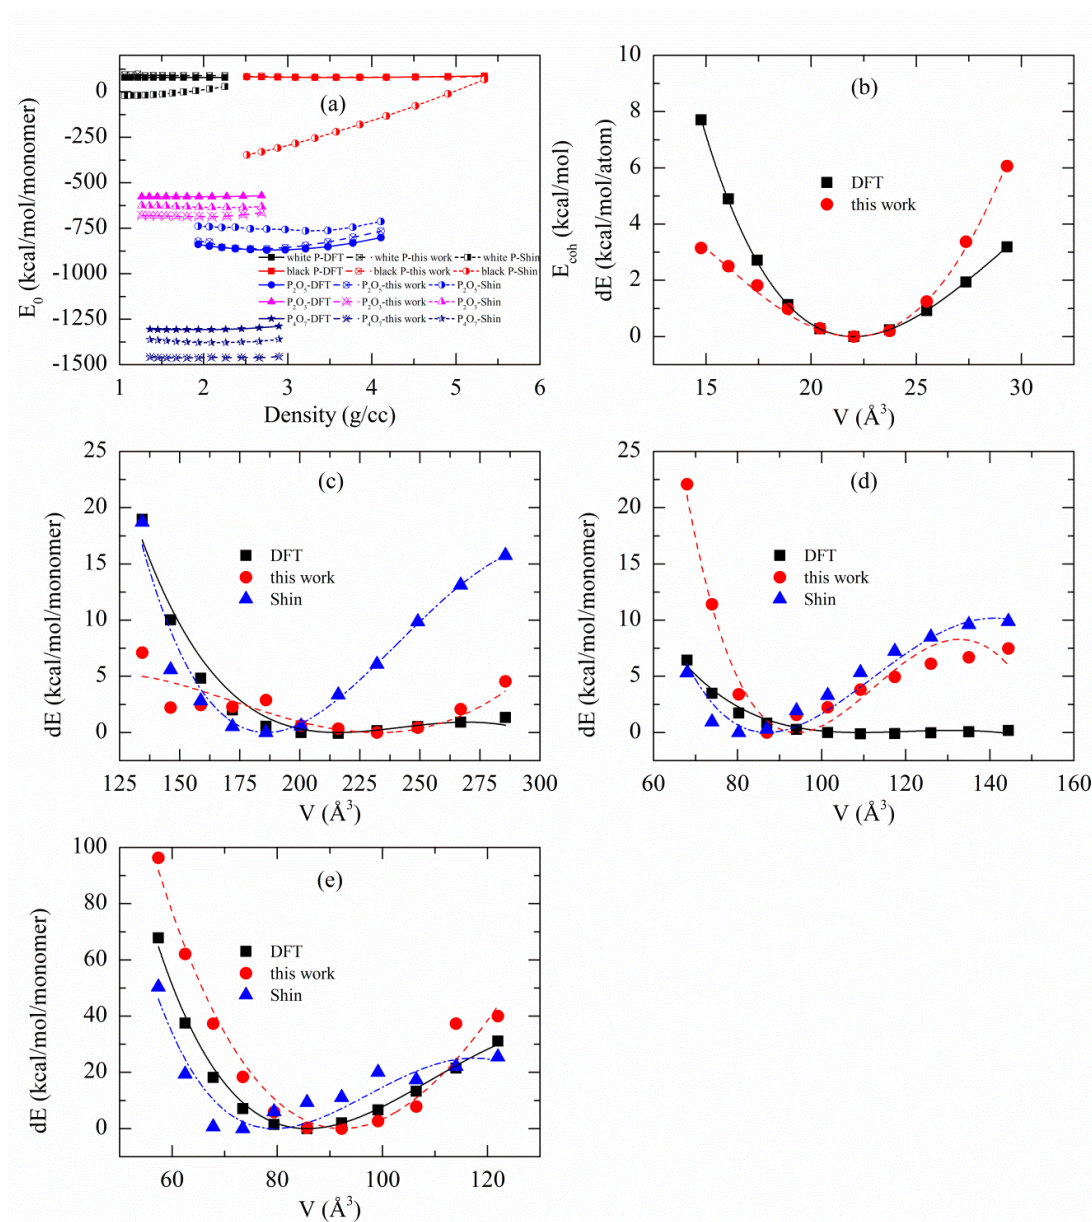 (a)
0
-250
-500
-750
-1000
-1250
-1500
1 2 3 4 5 6
E0 (kcal/mol/monomer)
Density (g/cc)
white P-DFT white P-this work white P-Shin
black P-DFT black P-this work black P-Shin
P2O5-DFT P2O5-this work P2O5-Shin
P2O3-DFT P2O3-this work P2O3-Shin
P4O7-DFT P4O7-this work P4O7-Shin
(b)
10
8
6
4
2
0
15 20 25 30
Ecoh (kcal/mol)
dE (kcal/mol/mol/atom)
V (Å3)
DFT
this work
(c)
25
20
15
10
5
0
125 150 175 200 225 250 275 300
dE (kcal/mol/monomer)
V (Å3)
DFT
this work
Shin
(d)
25
20
15
10
5
0
60 80 100 120 140 160
dE (kcal/mol/monomer)
V (Å3)
DFT
this work
Shin
(e)
100
80
60
40
20
0
60 80 100 120
dE (kcal/mol/monomer)
V (Å3)
DFT
this work
Shin